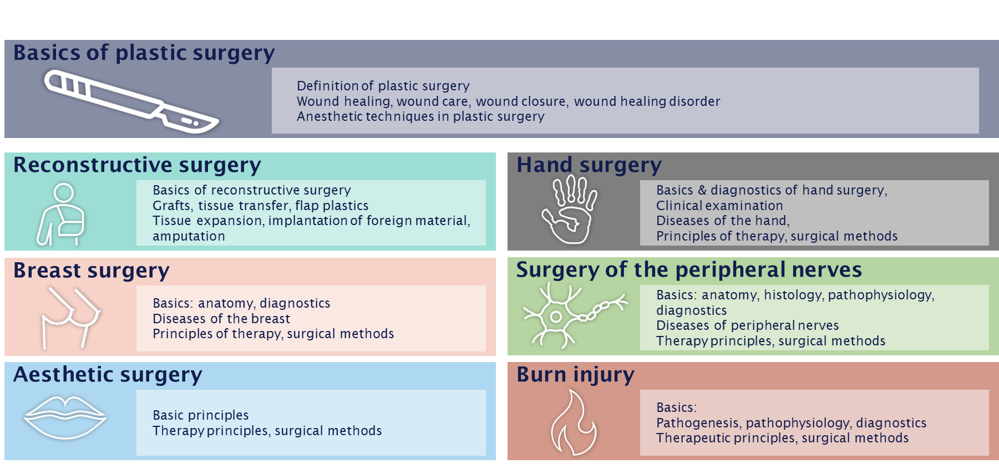 Basics of plastic surgery
Definition of plastic surgery
Wound healing, wound care, wound closure, wound healing disorder
Anesthetic techniques in plastic surgery
Reconstructive surgery
Basics of reconstructive surgery
Grafts, tissue transfer, flap plastics
Tissue expansion, implantation of foreign material,
amputation
Hand surgery
Basics & diagnostics of hand surgery,
Clinical examination
Diseases of the hand,
Principles of therapy, surgical methods
Breast surgery
Basics: anatomy, diagnostics
Diseases of the breast
Principles of therapy, surgical methods
Surgery of the peripheral nerves
Basics: anatomy, histology, pathophysiology,
diagnostics
Diseases of peripheral nerves
Therapy principles, surgical methods
Aesthetic surgery
Basic principles
Therapy principles, surgical methods
Burn injury
Basics:
Pathogenesis, pathophysiology, diagnostics
Therapeutic principles, surgical methods